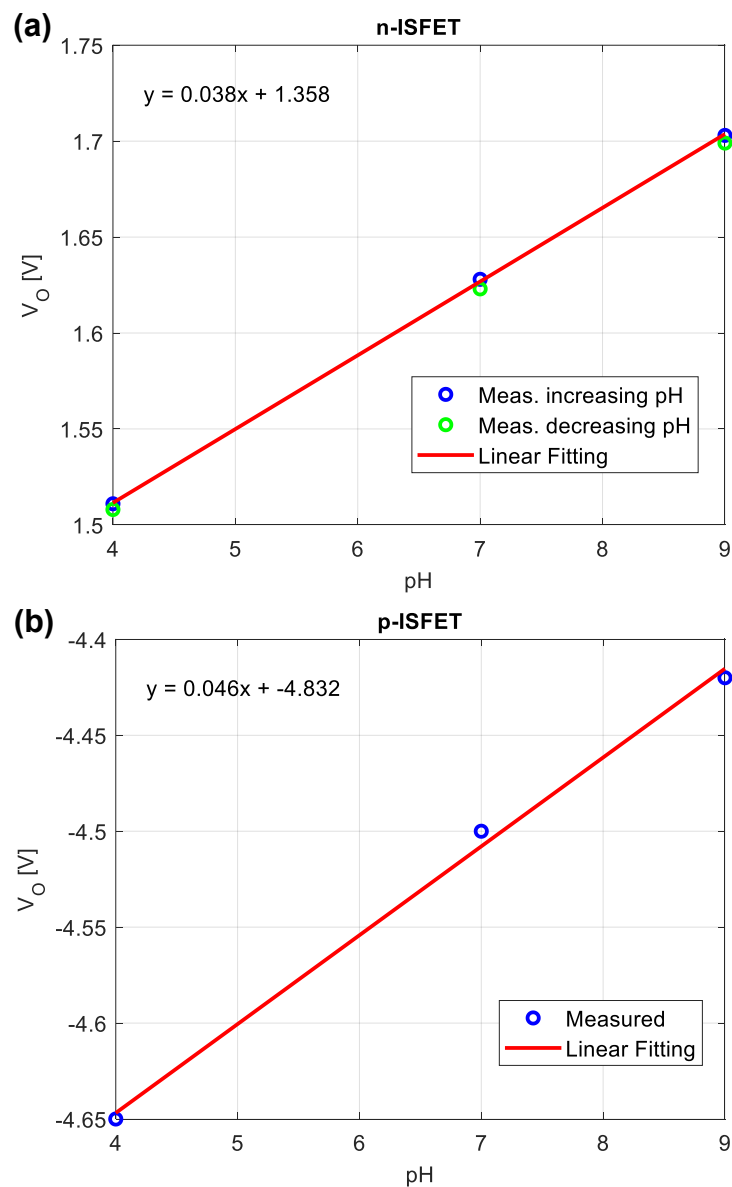 (a)
n-ISFET
y = 0.038x + 1.358
1.75
1.7
1.65
1.6
1.55
1.5
V_O [V]
Meas. increasing pH
Meas. decreasing pH
Linear Fitting
4 5 6 7 8 9
pH
(b)
p-ISFET
y = 0.046x + -4.832
-4.4
-4.45
-4.5
-4.55
-4.6
-4.65
V_O [V]
Measured
Linear Fitting
4 5 6 7 8 9
pH